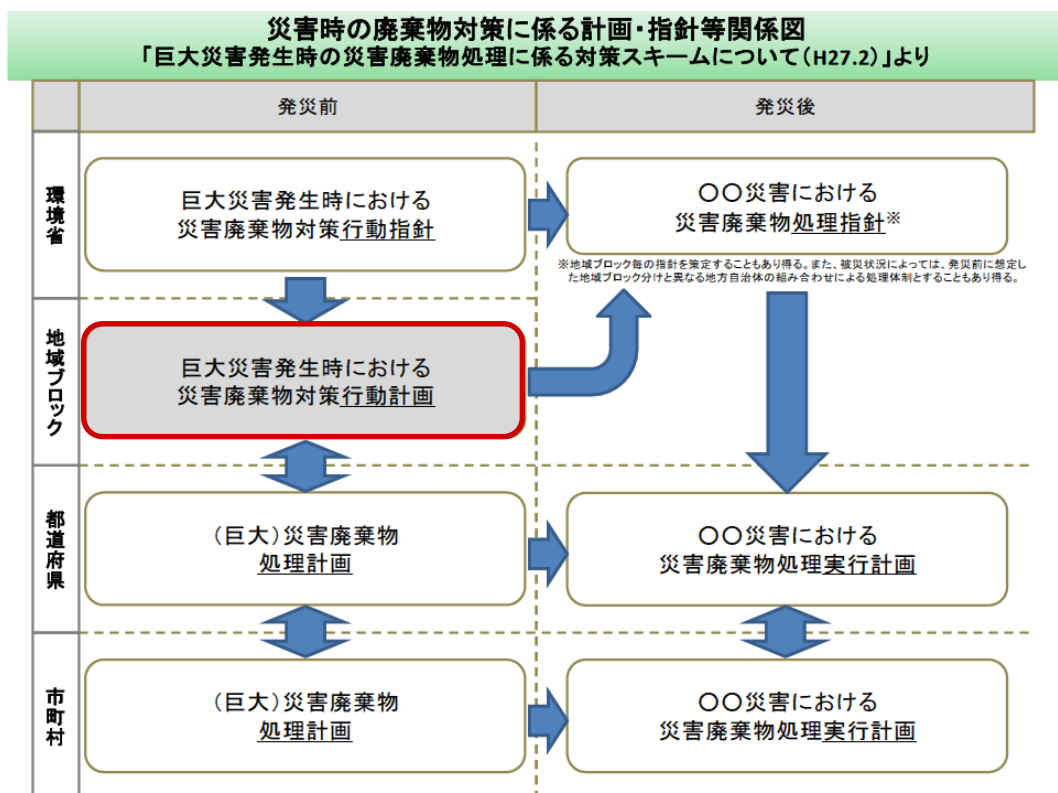 災害時の廃棄物対策に係る計画・指針等関係図
「巨大災害発生時の災害廃棄物処理に係る対策スキームについて（H27.2）」より
発災前
発災後
環境省
巨大災害発生時における
災害廃棄物対策行動指針
〇〇災害における
災害廃棄物処理指針※
※地域ブロック毎の指針を策定することもあり得る。また、被災状況によっては、発災前に想定し
た地域ブロック分けと異なる地方自治体の組み合わせによる処理体制とすることもあり得る。
地域ブロック
巨大災害発生時における
災害廃棄物対策行動計画
都道府県
（巨大）災害廃棄物
処理計画
〇〇災害における
災害廃棄物処理実行計画
市町村
（巨大）災害廃棄物
処理計画
〇〇災害における
災害廃棄物処理実行計画